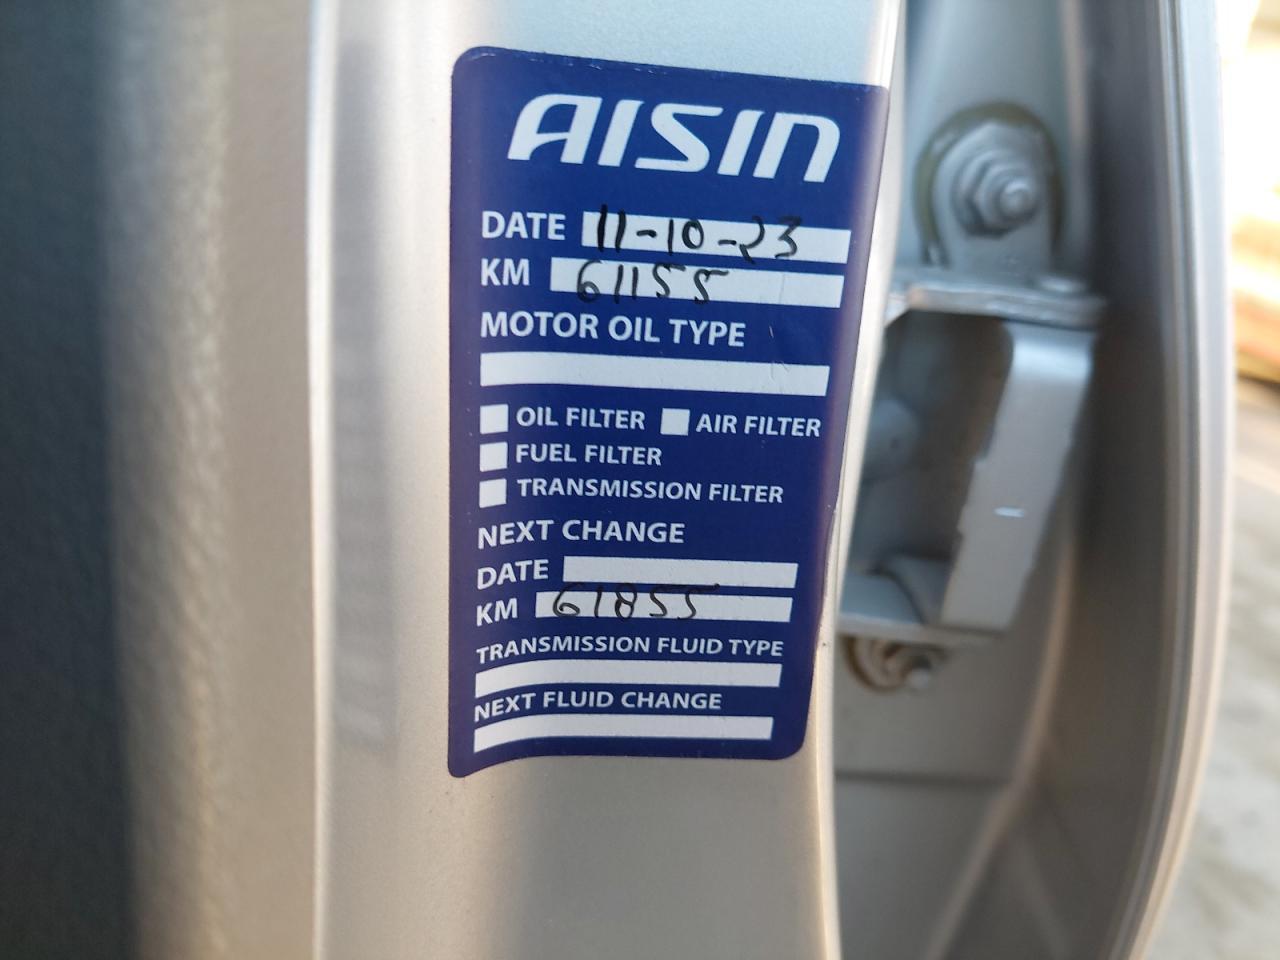 AISIN
DATE 11-10-23
KM 61155
MOTOR OIL TYPE
OIL FILTER AIR FILTER
FUEL FILTER
TRANSMISSION FILTER
NEXT CHANGE
DATE
KM 61855
TRANSMISSION FLUID TYPE
NEXT FLUID CHANGE